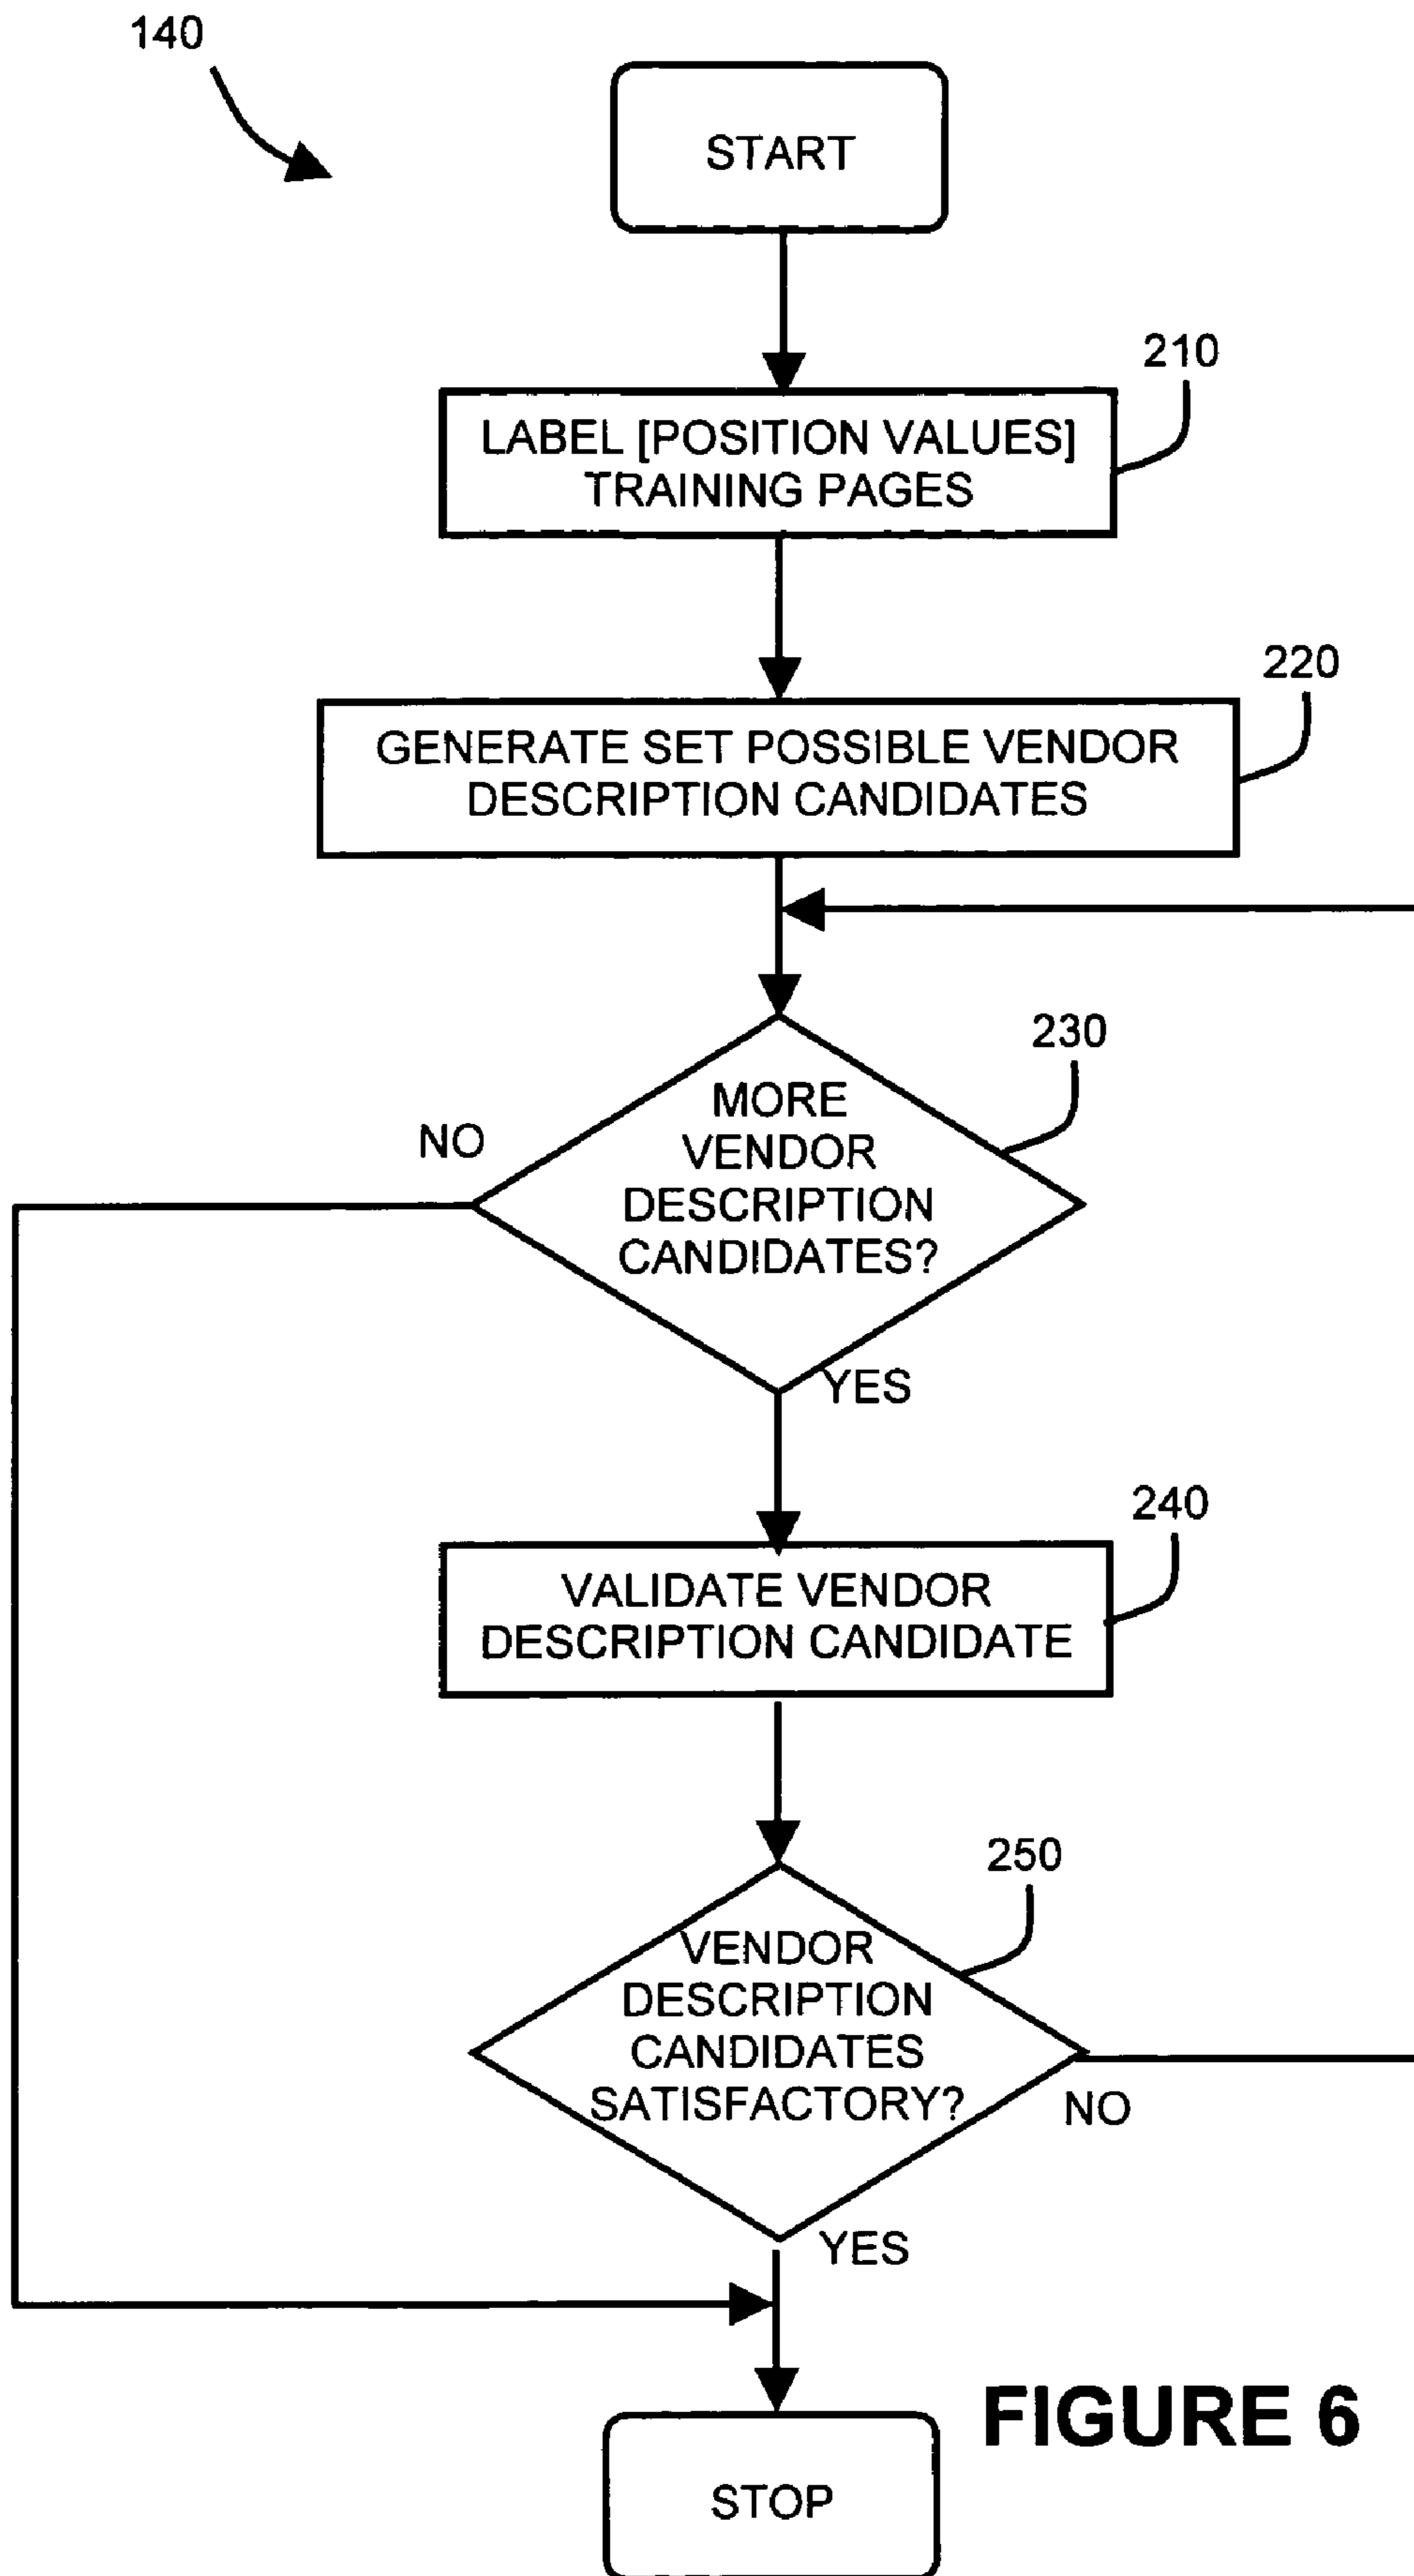 140
START
210
LABEL [POSITION VALUES]
TRAINING PAGES
220
GENERATE SET POSSIBLE VENDOR
DESCRIPTION CANDIDATES
230
NO
MORE
VENDOR
DESCRIPTION
CANDIDATES?
YES
240
VALIDATE VENDOR
DESCRIPTION CANDIDATE
250
VENDOR
DESCRIPTION
CANDIDATES
SATISFACTORY?
NO
YES
FIGURE 6
STOP